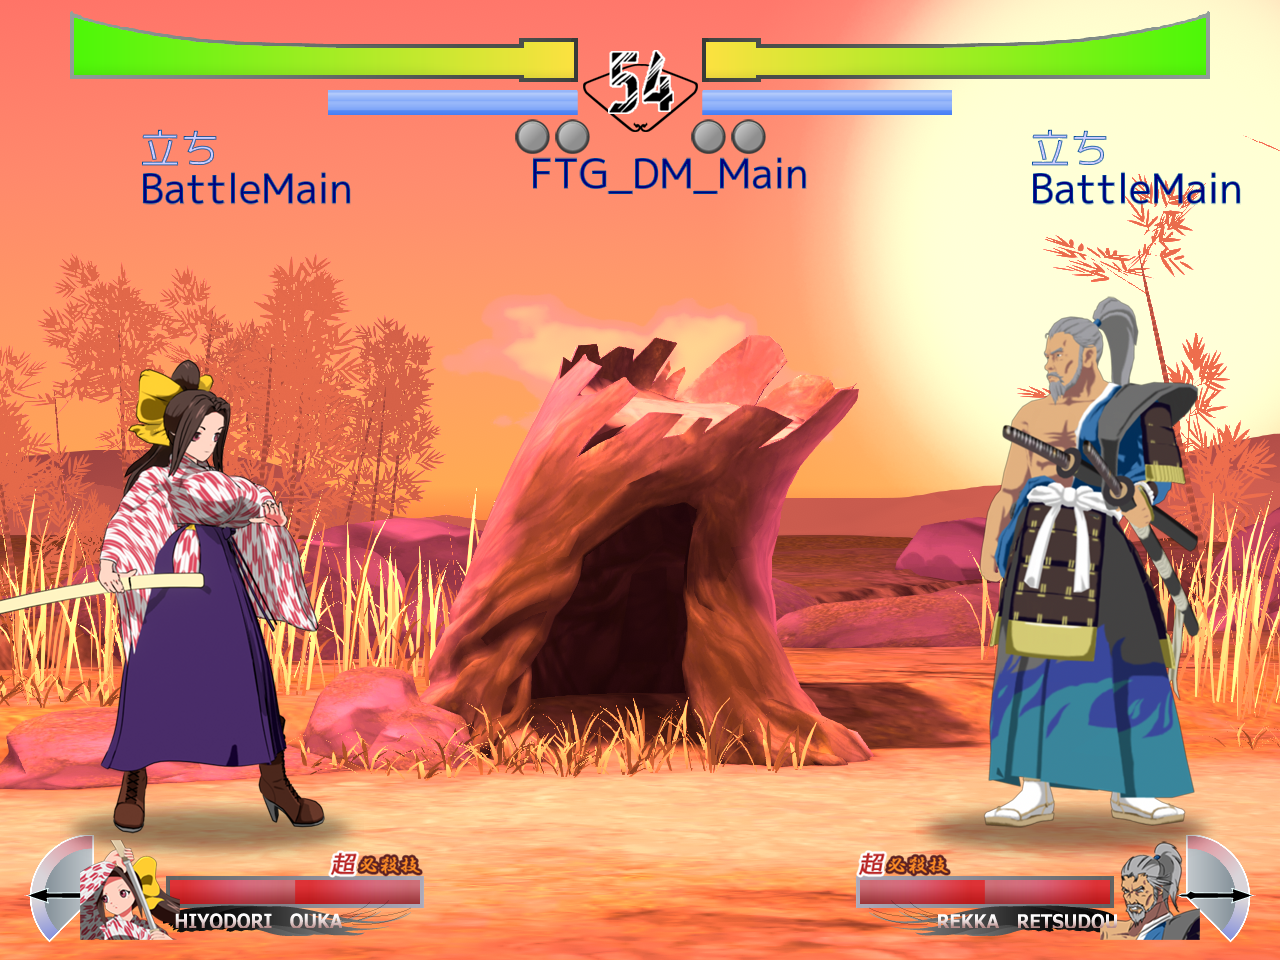 54
立ち
BattleMain
FTG_DM_Main
立ち
BattleMain
超必殺技
超必殺技
HIYODORI OUKA
REKKA RETSUDOU